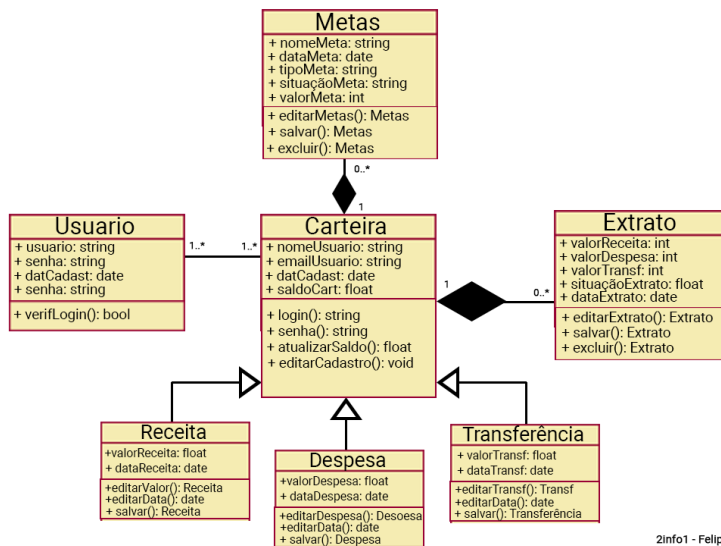 Metas
+ nomeMeta: string
+ dataMeta: date
+ tipoMeta: string
+ situaçãoMeta: string
+ valorMeta: int
+ editarMetas(): Metas
+ salvar(): Metas
+ excluir(): Metas
0..*
1
Usuario
+ usuario: string
+ senha: string
+ datCadast: date
+ senha: string
+ verifLogin(): bool
1..*
1..*
Carteira
+ nomeUsuario: string
+ emailUsuario: string
+ datCadast: date
+ saldoCart: float
+ login(): string
+ senha(): string
+ atualizarSaldo(): float
+ editarCadastro(): void
1
0..*
Extrato
+ valorReceita: int
+ valorDespesa: int
+ valorTransf: int
+ situaçãoExtrato: float
+ dataExtrato: date
+ editarExtrato(): Extrato
+ salvar(): Extrato
+ excluir(): Extrato
Receita
+valorReceita: float
+ dataReceita: date
+editarValor(): Receita
+editarData(): date
+ salvar(): Receita
Despesa
+valorDespesa: float
+ dataDespesa: date
+editarDespesa(): Desoesa
+editarData(): date
+ salvar(): Despesa
Transferência
+ valorTransf: float
+ dataTransf: date
+editarTransf(): Transf
+editarData(): date
+ salvar(): Transferência
2info1 - Felip